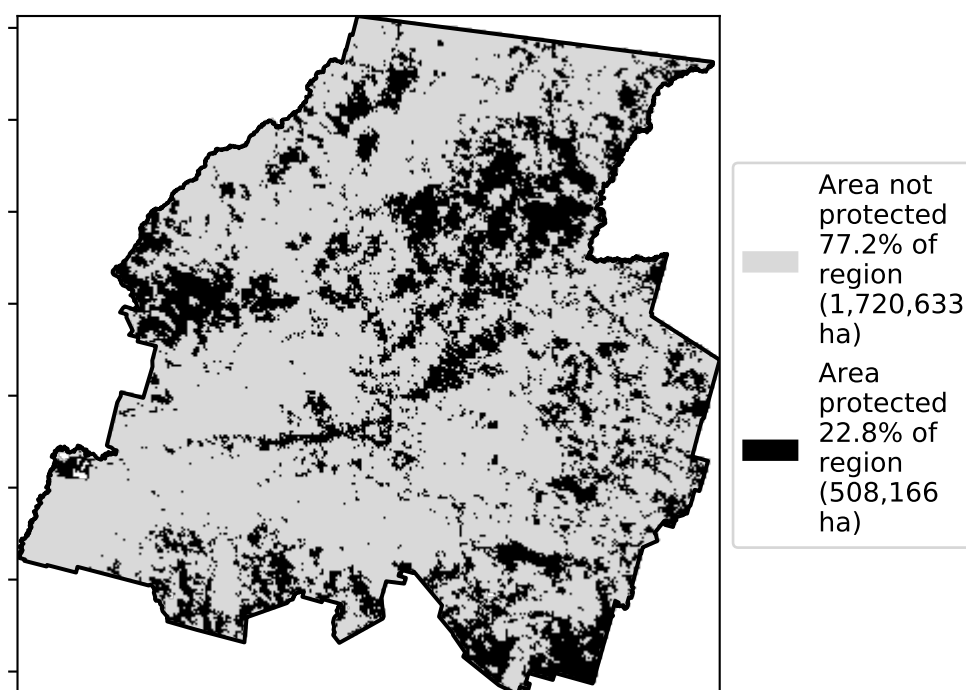 Area not
protected
77.2% of
region
(1,720,633
ha)
Area
protected
22.8% of
region
(508,166
ha)